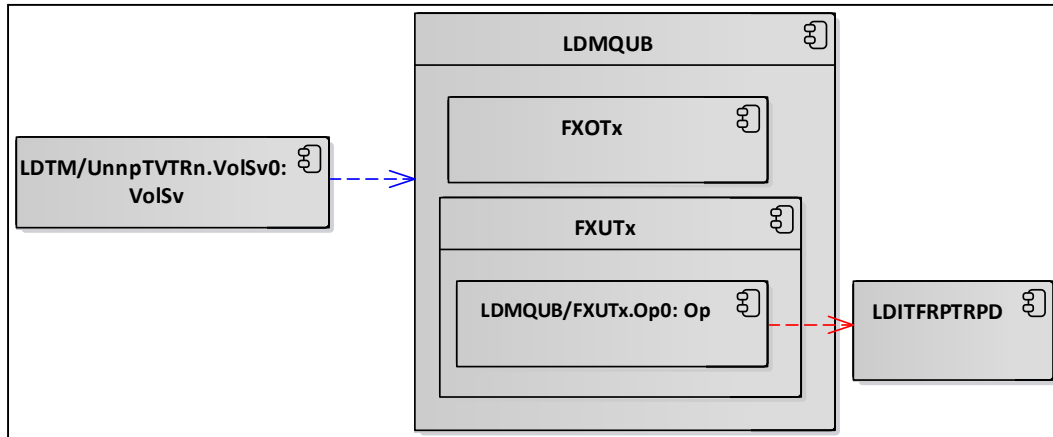 LDMQUB
FXOTx
LDTM/UnnpTVTRn.VolSv0:
VolSv
FXUTx
LDMQUB/FXUTx.Op0: Op
LDITFRPTRPD